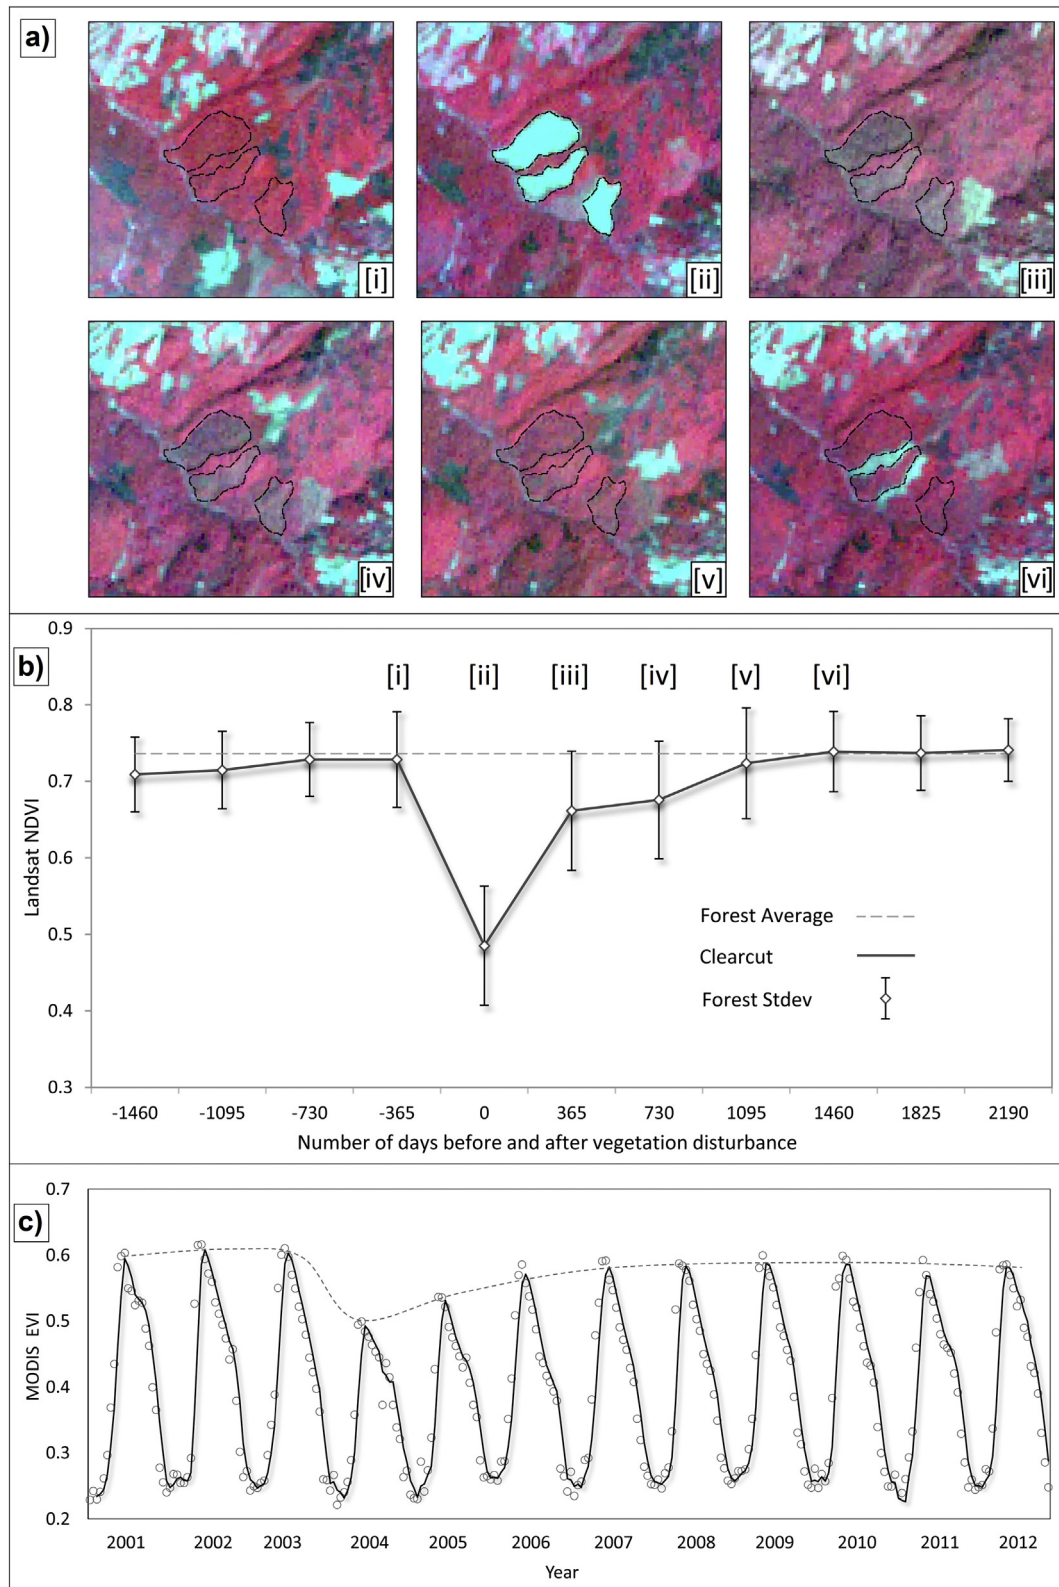 a)
[i]
[ii]
[iii]
[iv]
[v]
[vi]
b)
0.9
0.8
0.7
0.6
0.5
0.4
0.3
Landsat NDVI
[i] [ii] [iii] [iv] [v] [vi]
Forest Average
Clearcut
Forest Stdev
-1460 -1095 -730 -365 0 365 730 1095 1460 1825 2190
Number of days before and after vegetation disturbance
c)
0.7
0.6
0.5
0.4
0.3
0.2
MODIS EVI
2001 2002 2003 2004 2005 2006 2007 2008 2009 2010 2011 2012
Year